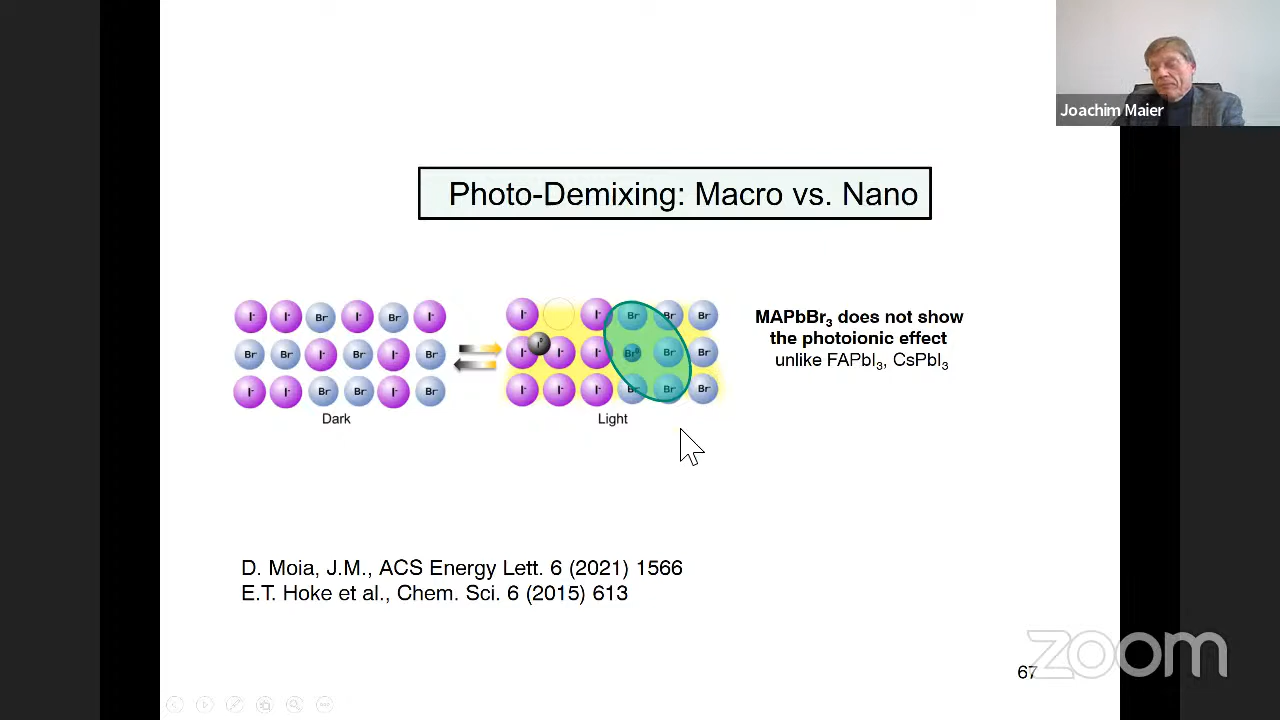 Joachim Maier
Photo-Demixing: Macro vs. Nano
I- I- Br I- Br I-
Br Br I- Br I- Br
I- I- Br Br I- Br
Dark
I- I- Br Br Br
I- I⁰ I- I- Br⁰ Br Br
I- I- I- Br Br Br
Light
MAPbBr₃ does not show
the photoionic effect
unlike FAPbI₃, CsPbI₃
D. Moia, J.M., ACS Energy Lett. 6 (2021) 1566
E.T. Hoke et al., Chem. Sci. 6 (2015) 613
67
zoom